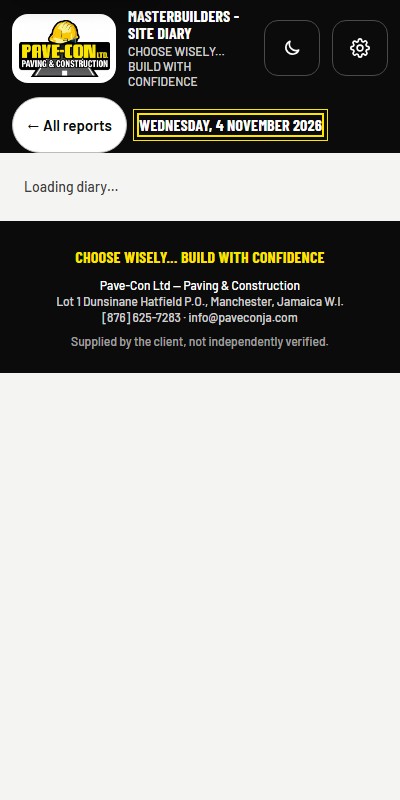 PAVE-CON LTD.
PAVING & CONSTRUCTION
MASTERBUILDERS -
SITE DIARY
CHOOSE WISELY...
BUILD WITH
CONFIDENCE
← All reports
WEDNESDAY, 4 NOVEMBER 2026
Loading diary...
CHOOSE WISELY... BUILD WITH CONFIDENCE
Pave-Con Ltd — Paving & Construction
Lot 1 Dunsinane Hatfield P.O., Manchester, Jamaica W.I.
[876] 625-7283 · info@paveconja.com
Supplied by the client, not independently verified.